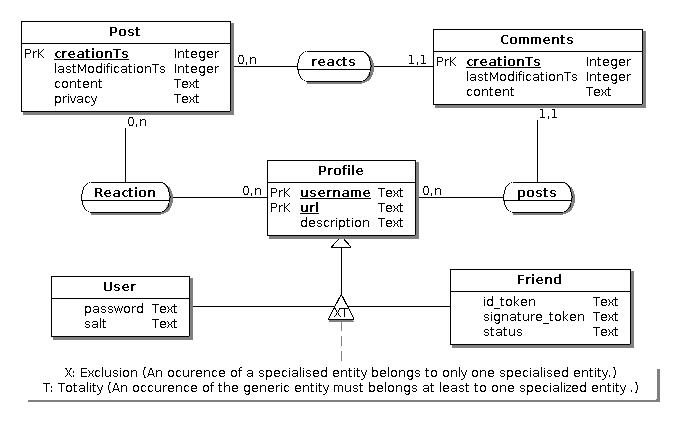 Post
PrK creationTs Integer
lastModificationTs Integer
content Text
privacy Text
0,n
reacts
1,1
Comments
PrK creationTs Integer
lastModificationTs Integer
content Text
0,n
1,1
Reaction
0,n
Profile
PrK username Text
PrK url Text
description Text
0,n
posts
User
password Text
salt Text
XT
Friend
id_token Text
signature_token Text
status Text
X: Exclusion (An ocurence of a specialised entity belongs to only one specialised entity.)
T: Totality (An occurence of the generic entity must belongs at least to one specialized entity .)